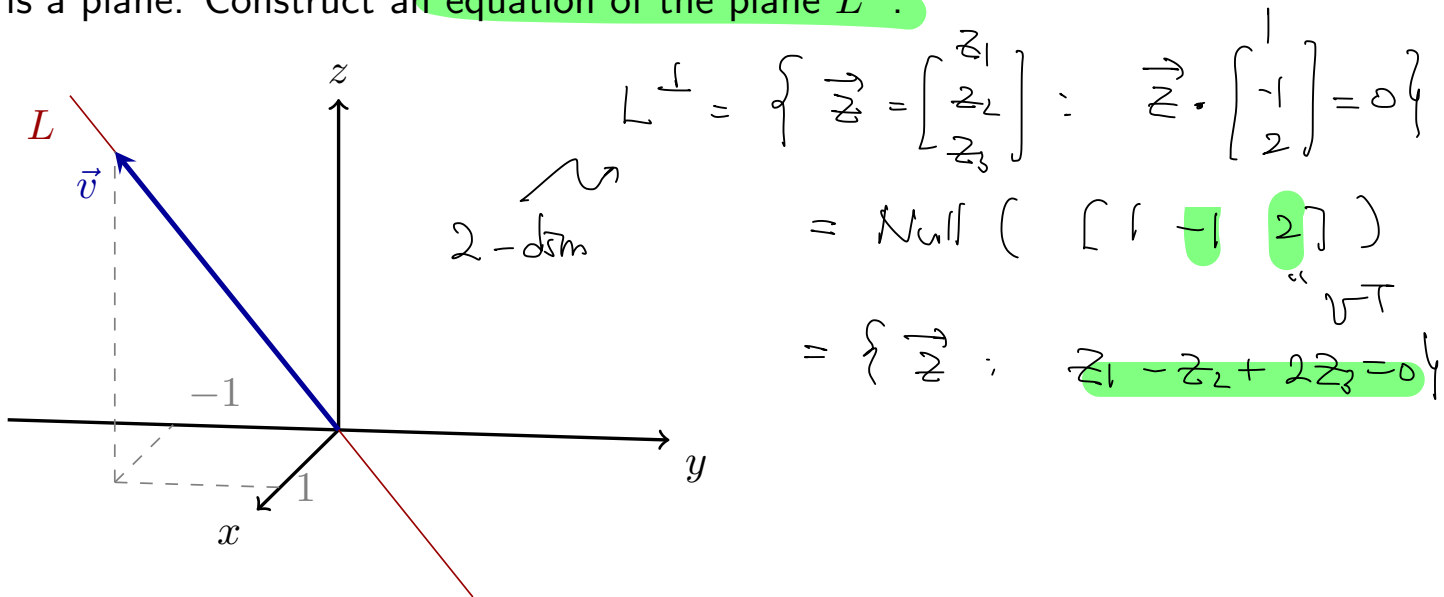 is a plane. Construct an equation of the plane L⊥.
z
L
v⃗
−1
y
1
x
L⊥ = { z⃗ = [z₁ z₂ z₃] : z⃗ · [1 -1 2] = 0 }
2-dim
= Null ( [ 1 -1 2 ] )
" vT
= { z⃗ : z₁ - z₂ + 2z₃ = 0 }